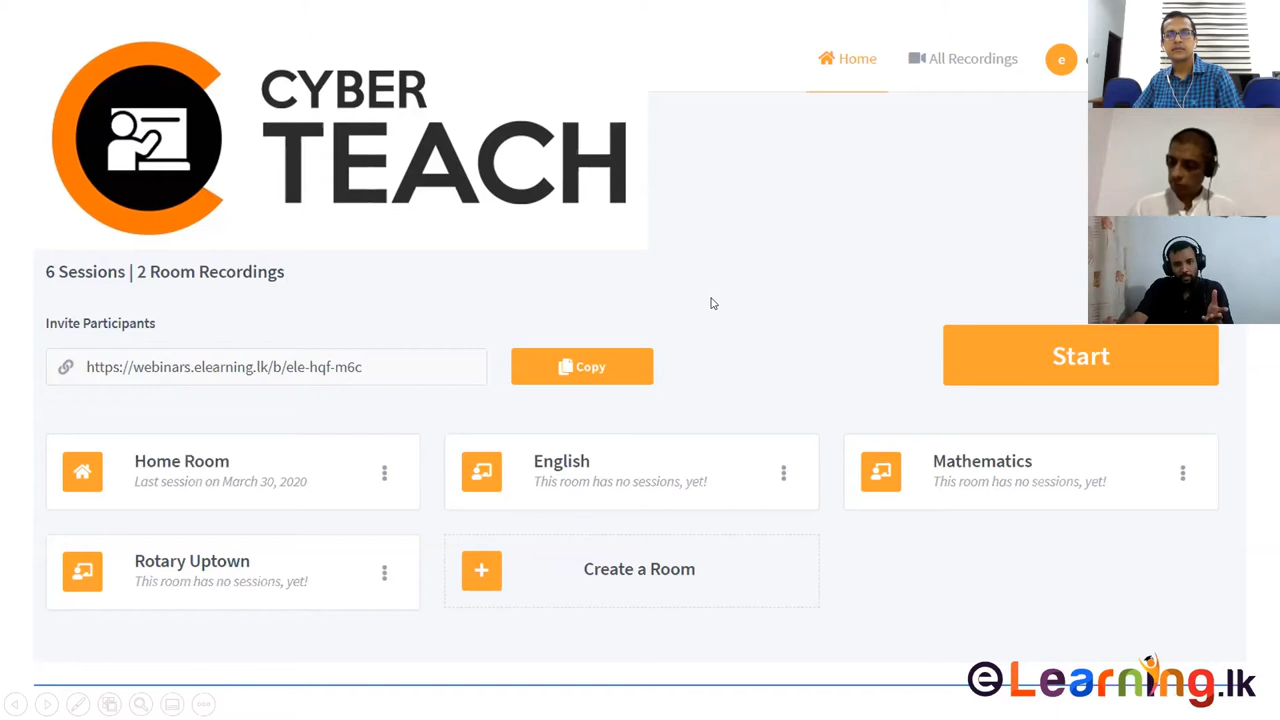 CYBER
TEACH
Home
All Recordings
e
6 Sessions | 2 Room Recordings
Invite Participants
https://webinars.elearning.lk/b/ele-hqf-m6c
Copy
Start
Home Room
Last session on March 30, 2020
English
This room has no sessions, yet!
Mathematics
This room has no sessions, yet!
Rotary Uptown
This room has no sessions, yet!
Create a Room
eLearning.lk